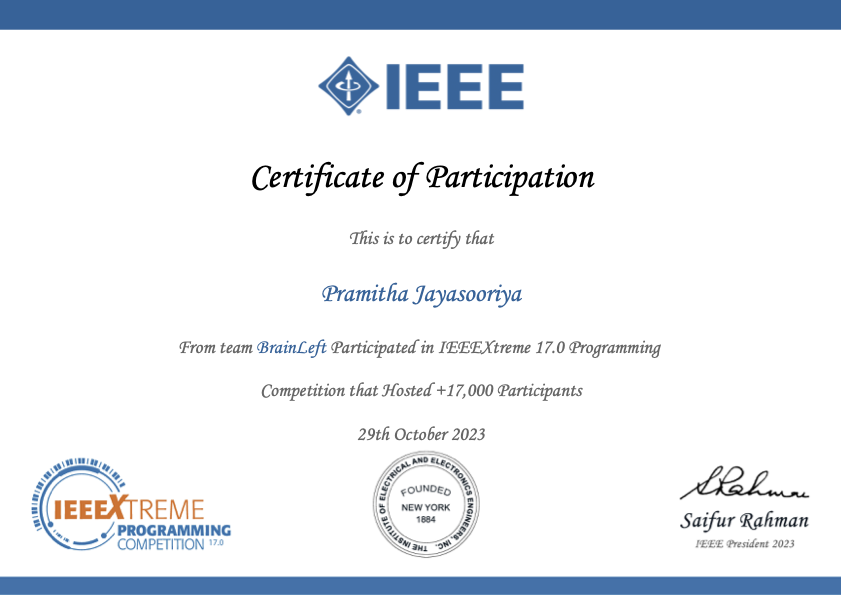 IEEE
Certificate of Participation
This is to certify that
Pramitha Jayasooriya
From team BrainLeft Participated in IEEEXtreme 17.0 Programming
Competition that Hosted +17,000 Participants
29th October 2023
IEEEXTREME
PROGRAMMING
COMPETITION 17.0
THE INSTITUTE OF ELECTRICAL AND ELECTRONICS ENGINEERS, INC.
FOUNDED
NEW YORK
1884
SRahman
Saifur Rahman
IEEE President 2023